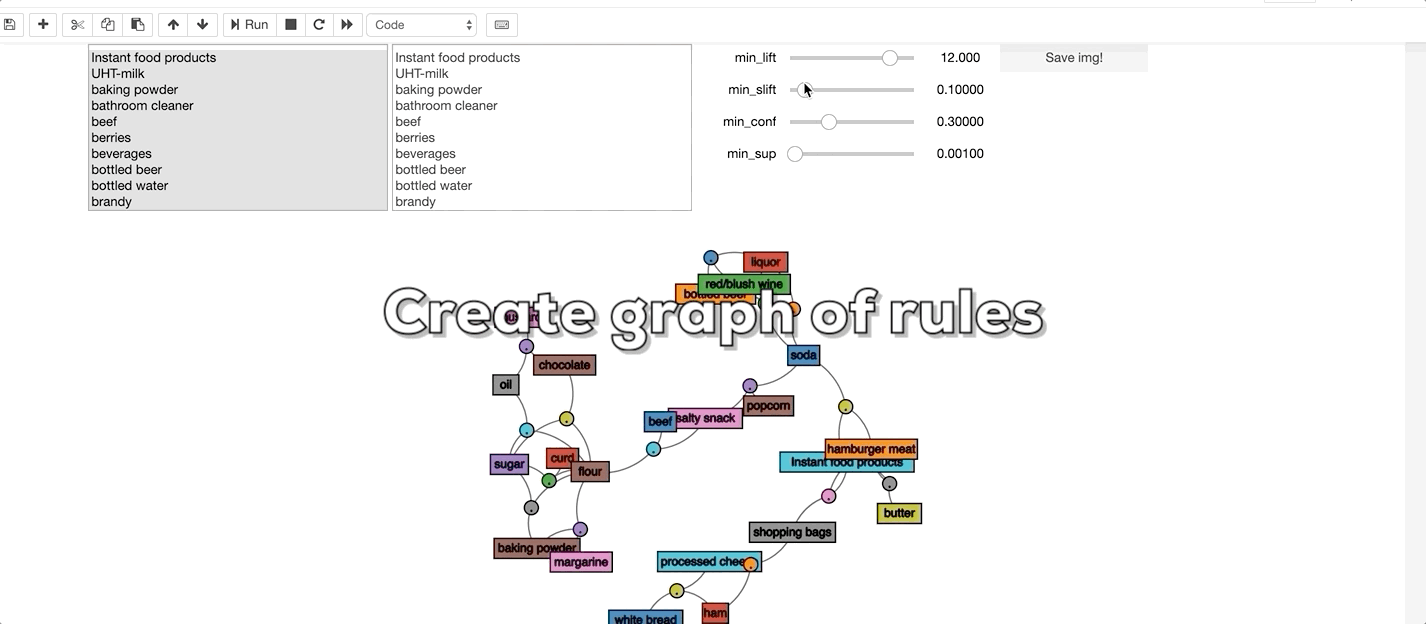 Run
Code
Instant food products
UHT-milk
baking powder
bathroom cleaner
beef
berries
beverages
bottled beer
bottled water
brandy
Instant food products
UHT-milk
baking powder
bathroom cleaner
beef
berries
beverages
bottled beer
bottled water
brandy
min_lift 12.000
min_slift 0.10000
min_conf 0.30000
min_sup 0.00100
Save img!
liquor
red/blush wine
bottled beer
Create graph of rules
soda
chocolate
oil
popcorn
beef
salty snack
hamburger meat
Instant food products
curd
sugar
flour
butter
shopping bags
baking powder
margarine
processed chee
ham
white bread